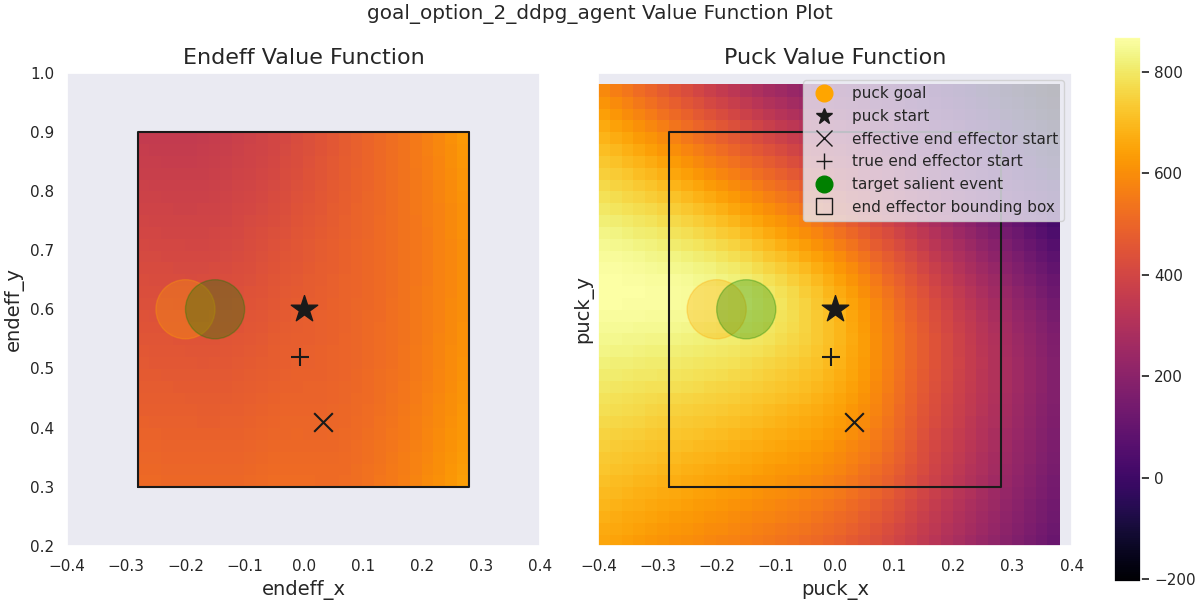 goal_option_2_ddpg_agent Value Function Plot
Endeff Value Function
endeff_y
1.0
0.9
0.8
0.7
0.6
0.5
0.4
0.3
0.2
−0.4 −0.3 −0.2 −0.1 0.0 0.1 0.2 0.3 0.4
endeff_x
Puck Value Function
puck_y
puck goal
puck start
effective end effector start
true end effector start
target salient event
end effector bounding box
−0.4 −0.3 −0.2 −0.1 0.0 0.1 0.2 0.3 0.4
puck_x
800
600
400
200
0
−200